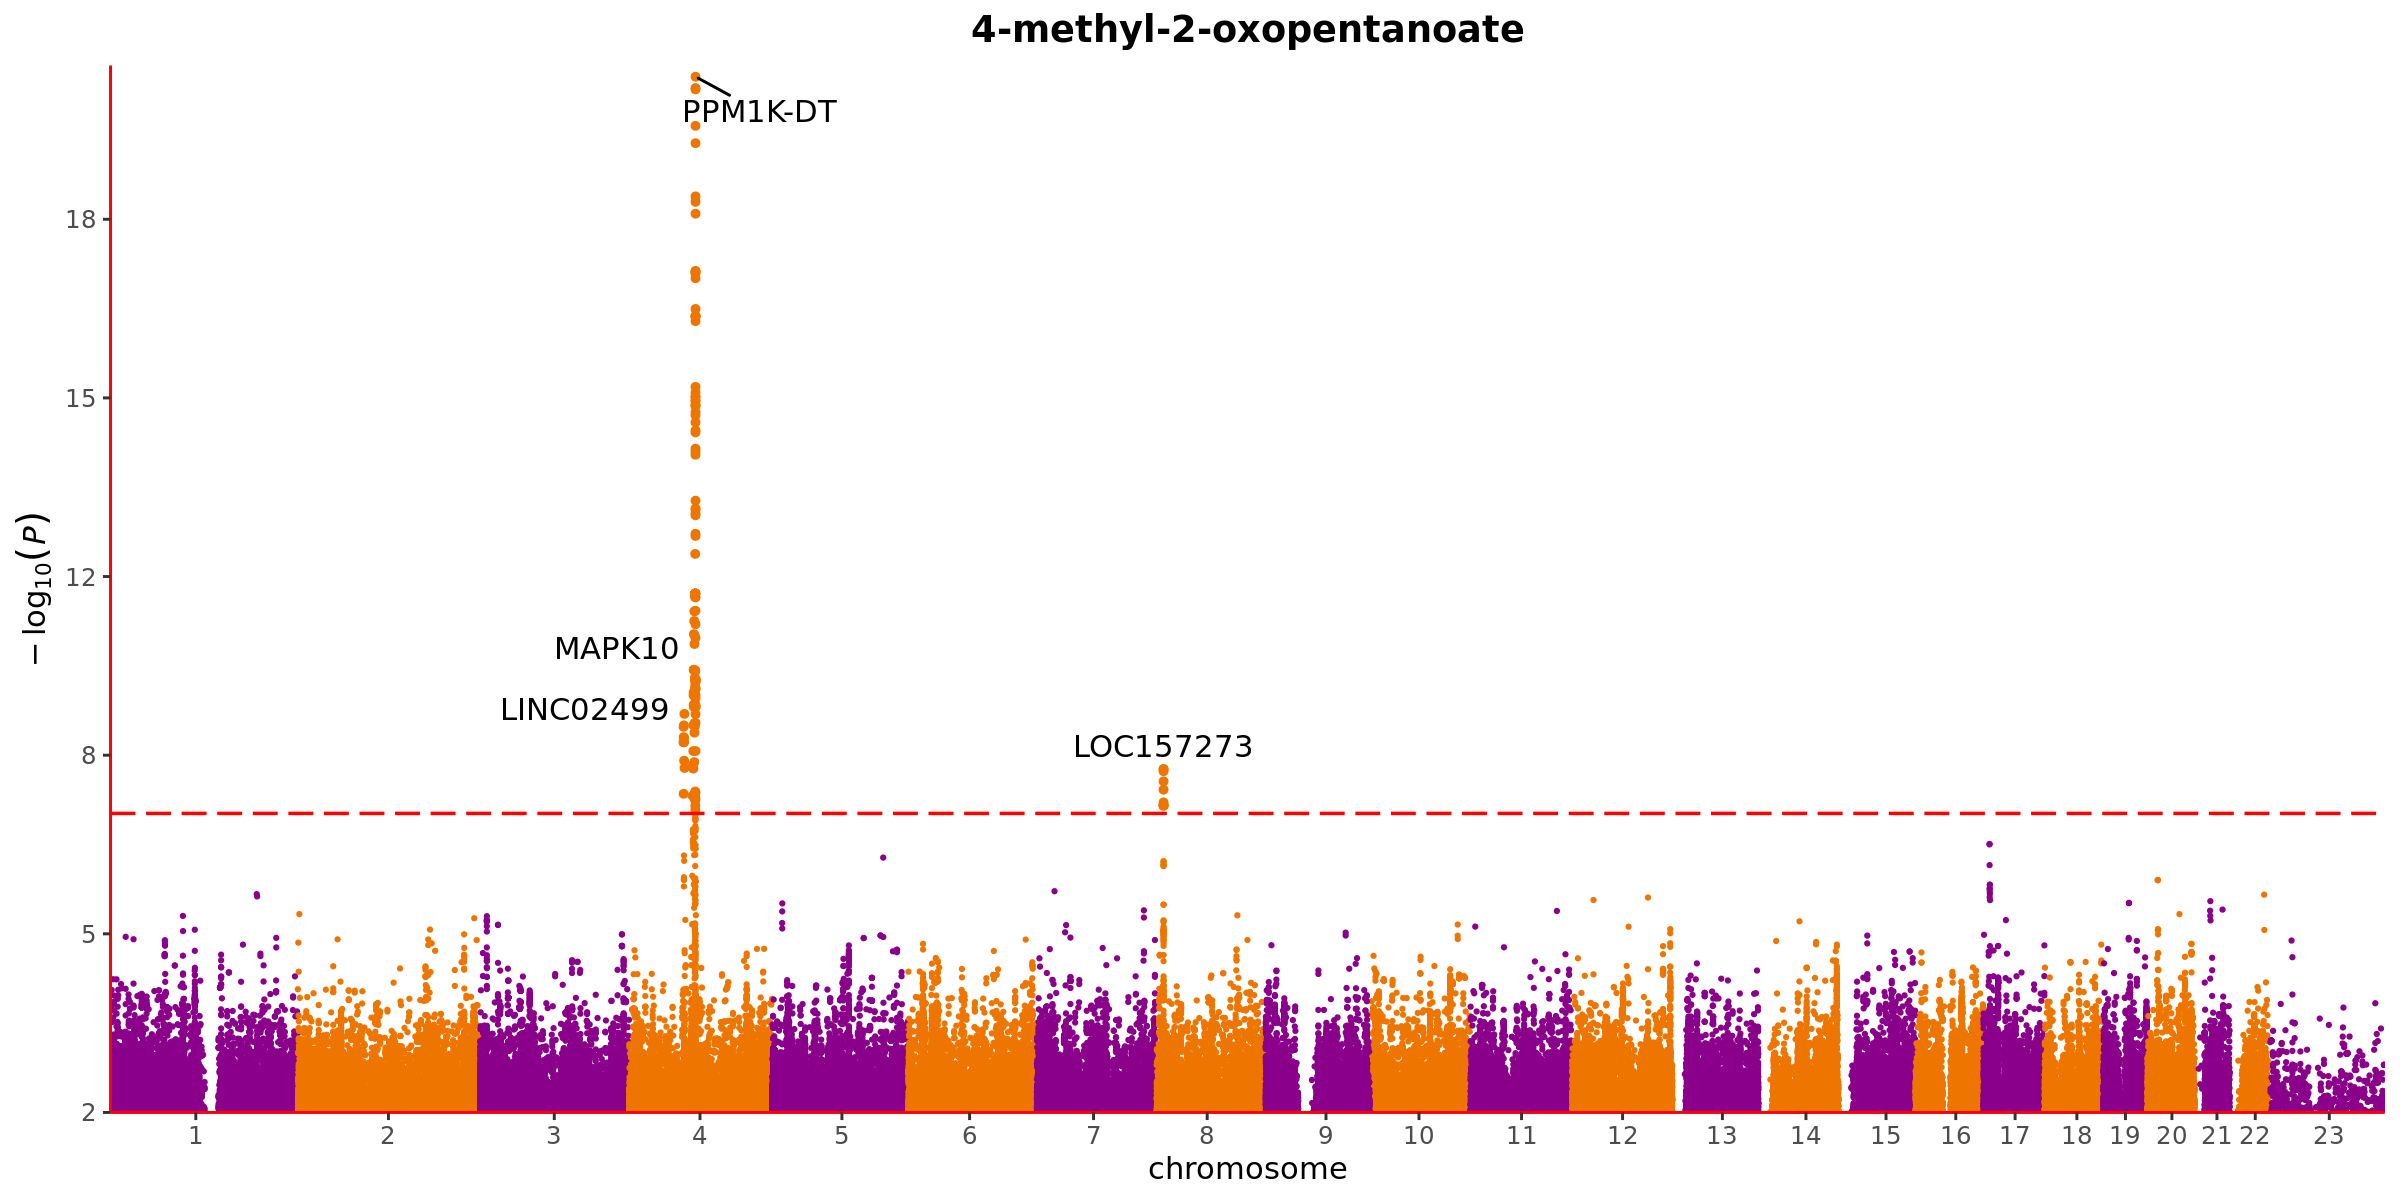 4-methyl-2-oxopentanoate
PPM1K-DT
18
15
12
− log10(P)
MAPK10
LINC02499
LOC157273
8
5
2
1 2 3 4 5 6 7 8 9 10 11 12 13 14 15 16 17 18 19 20 21 22 23
chromosome